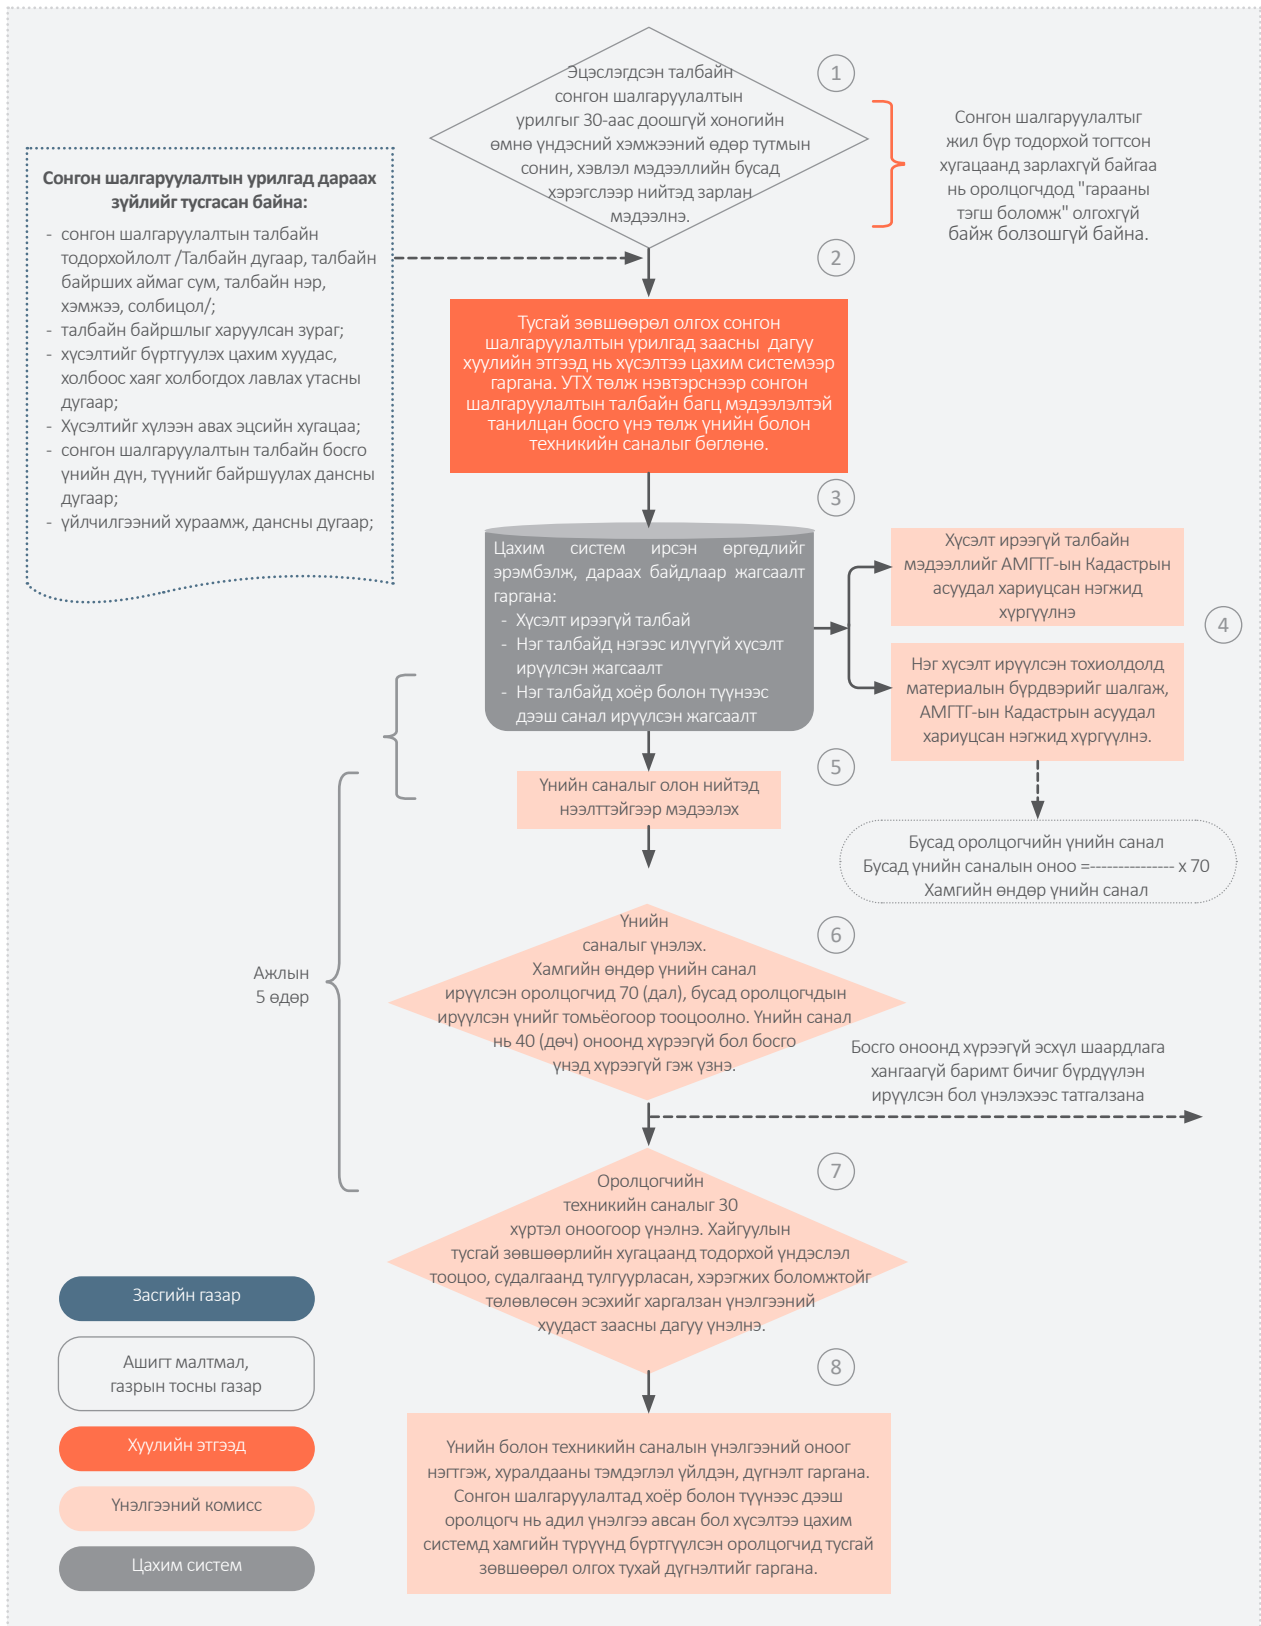 1
Эцэслэгдсэн талбайн
сонгон шалгаруулалтын
урилгыг 30-аас доошгүй хоногийн
өмнө үндэсний хэмжээний өдөр тутмын
сонин, хэвлэл мэдээллийн бусад
хэрэгслээр нийтэд зарлан
мэдээлнэ.
Сонгон шалгаруулалтыг
жил бүр тодорхой тогтсон
хугацаанд зарлахгүй байгаа
нь оролцогчдод "гарааны
тэгш боломж" олгохгүй
байж болзошгүй байна.
Сонгон шалгаруулалтын урилгад дараах
зүйлийг тусгасан байна:
- сонгон шалгаруулалтын талбайн
тодорхойлолт /Талбайн дугаар, талбайн
байрших аймаг сум, талбайн нэр,
хэмжээ, солбицол/;
- талбайн байршлыг харуулсан зураг;
- хүсэлтийг бүртгүүлэх цахим хуудас,
холбоос хаяг холбогдох лавлах утасны
дугаар;
- Хүсэлтийг хүлээн авах эцсийн хугацаа;
- сонгон шалгаруулалтын талбайн босго
үнийн дүн, түүнийг байршуулах дансны
дугаар;
- үйлчилгээний хураамж, дансны дугаар;
2
Тусгай зөвшөөрөл олгох сонгон
шалгаруулалтын урилгад заасны дагуу
хуулийн этгээд нь хүсэлтээ цахим системээр
гаргана. УТХ төлж нэвтэрснээр сонгон
шалгаруулалтын талбайн багц мэдээлэлтэй
танилцан босго үнэ төлж үнийн болон
техникийн саналыг бөглөнө.
3
Цахим систем ирсэн өргөдлийг
эрэмбэлж, дараах байдлаар жагсаалт
гаргана:
- Хүсэлт ирээгүй талбай
- Нэг талбайд нэгээс илүүгүй хүсэлт
ирүүлсэн жагсаалт
- Нэг талбайд хоёр болон түүнээс
дээш санал ирүүлсэн жагсаалт
Хүсэлт ирээгүй талбайн
мэдээллийг АМГТГ-ын Кадастрын
асуудал хариуцсан нэгжид
хүргүүлнэ
4
Нэг хүсэлт ирүүлсэн тохиолдолд
материалын бүрдвэрийг шалгаж,
АМГТГ-ын Кадастрын асуудал
хариуцсан нэгжид хүргүүлнэ.
5
Үнийн саналыг олон нийтэд
нээлттэйгээр мэдээлэх
Бусад оролцогчийн үнийн санал
Бусад үнийн саналын оноо =--------------- x 70
Хамгийн өндөр үнийн санал
6
Үнийн
саналыг үнэлэх.
Хамгийн өндөр үнийн санал
ирүүлсэн оролцогчид 70 (дал), бусад оролцогчдын
ирүүлсэн үнийг томьёогоор тооцоолно. Үнийн санал
нь 40 (дөч) оноонд хүрээгүй бол босго
үнэд хүрээгүй гэж үзнэ.
Ажлын
5 өдөр
Босго оноонд хүрээгүй эсхүл шаардлага
хангаагүй баримт бичиг бүрдүүлэн
ирүүлсэн бол үнэлэхээс татгалзана
7
Оролцогчийн
техникийн саналыг 30
хүртэл оноогоор үнэлнэ. Хайгуулын
тусгай зөвшөөрлийн хугацаанд тодорхой үндэслэл
тооцоо, судалгаанд тулгуурласан, хэрэгжих боломжтойг
төлөвлөсөн эсэхийг харгалзан үнэлгээний
хуудаст заасны дагуу үнэлнэ.
8
Үнийн болон техникийн саналын үнэлгээний оноог
нэгтгэж, хуралдааны тэмдэглэл үйлдэн, дүгнэлт гаргана.
Сонгон шалгаруулалтад хоёр болон түүнээс дээш
оролцогч нь адил үнэлгээ авсан бол хүсэлтээ цахим
системд хамгийн түрүүнд бүртгүүлсэн оролцогчид тусгай
зөвшөөрөл олгох тухай дүгнэлтийг гаргана.
Засгийн газар
Ашигт малтмал,
газрын тосны газар
Хуулийн этгээд
Үнэлгээний комисс
Цахим систем